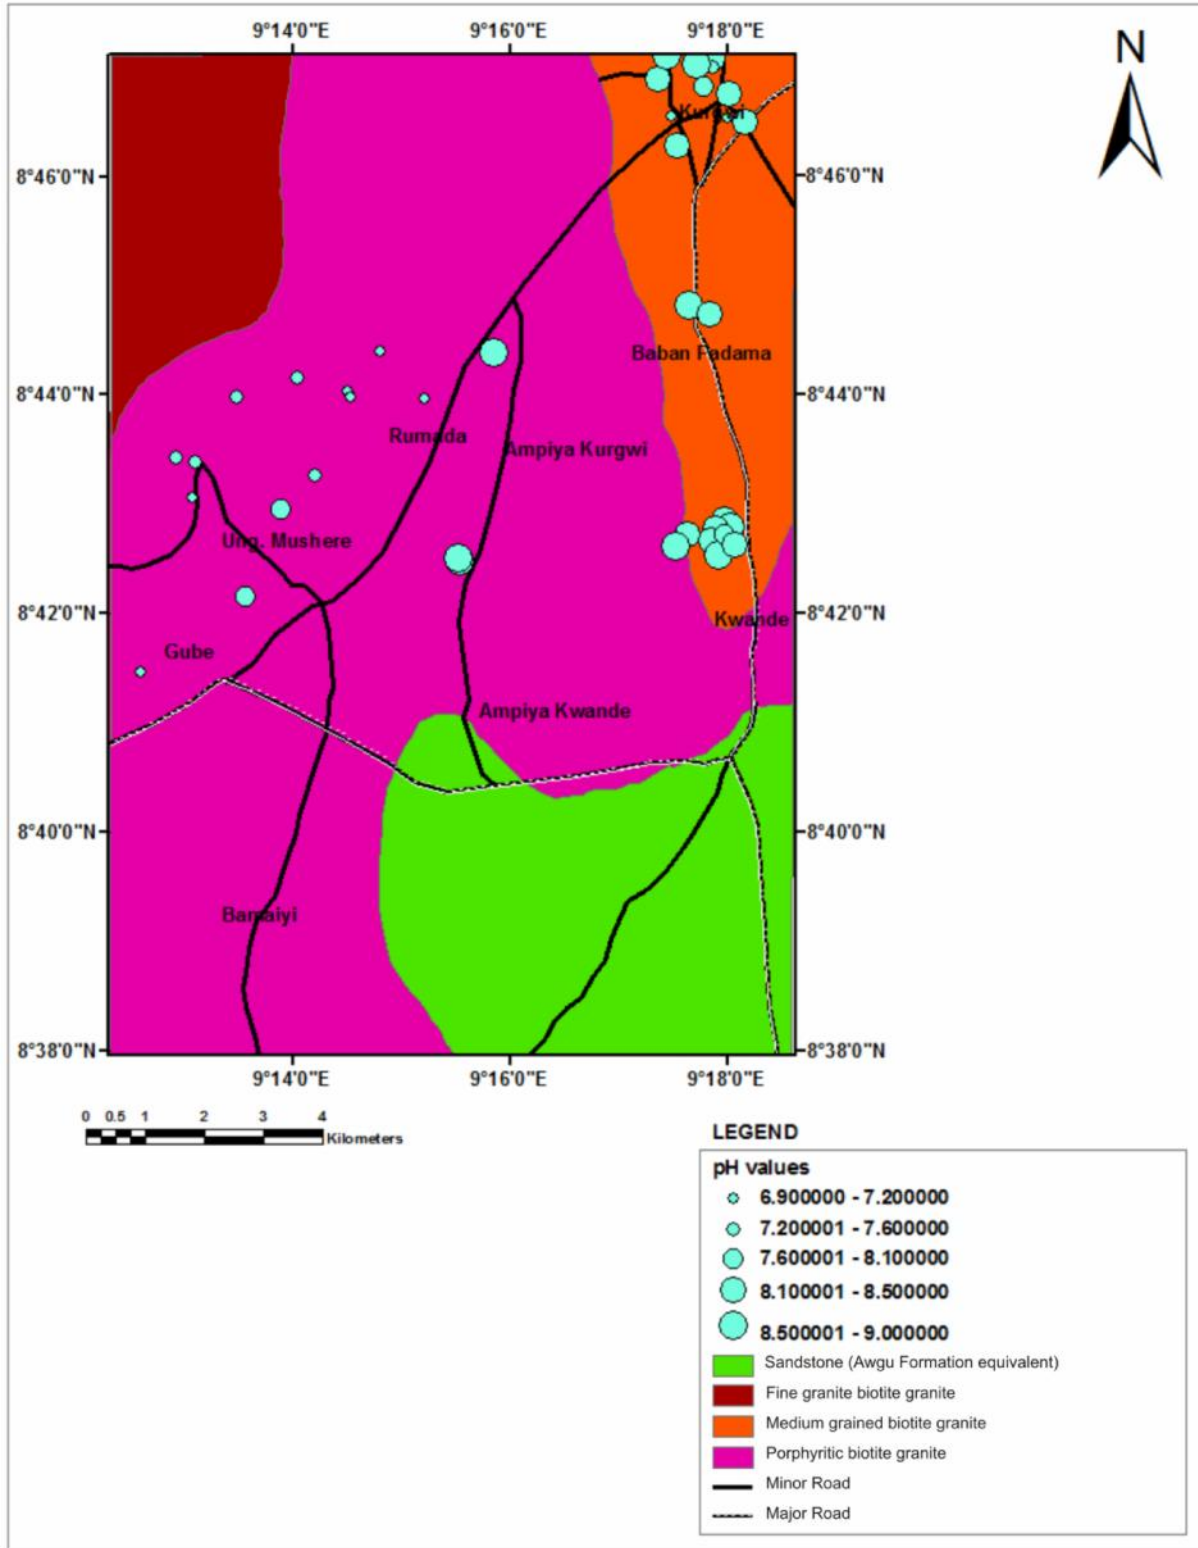 9°14'0"E 9°16'0"E 9°18'0"E
N
Kurgwi
8°46'0"N 8°46'0"N
Baban Fadama
8°44'0"N 8°44'0"N
Rumada
Ampiya Kurgwi
Ung. Mushere
8°42'0"N 8°42'0"N
Kwande
Gube
Ampiya Kwande
8°40'0"N 8°40'0"N
Bamaiyi
8°38'0"N 8°38'0"N
9°14'0"E 9°16'0"E 9°18'0"E
0 0.5 1 2 3 4
Kilometers
LEGEND
pH values
6.900000 - 7.200000
7.200001 - 7.600000
7.600001 - 8.100000
8.100001 - 8.500000
8.500001 - 9.000000
Sandstone (Awgu Formation equivalent)
Fine granite biotite granite
Medium grained biotite granite
Porphyritic biotite granite
Minor Road
Major Road